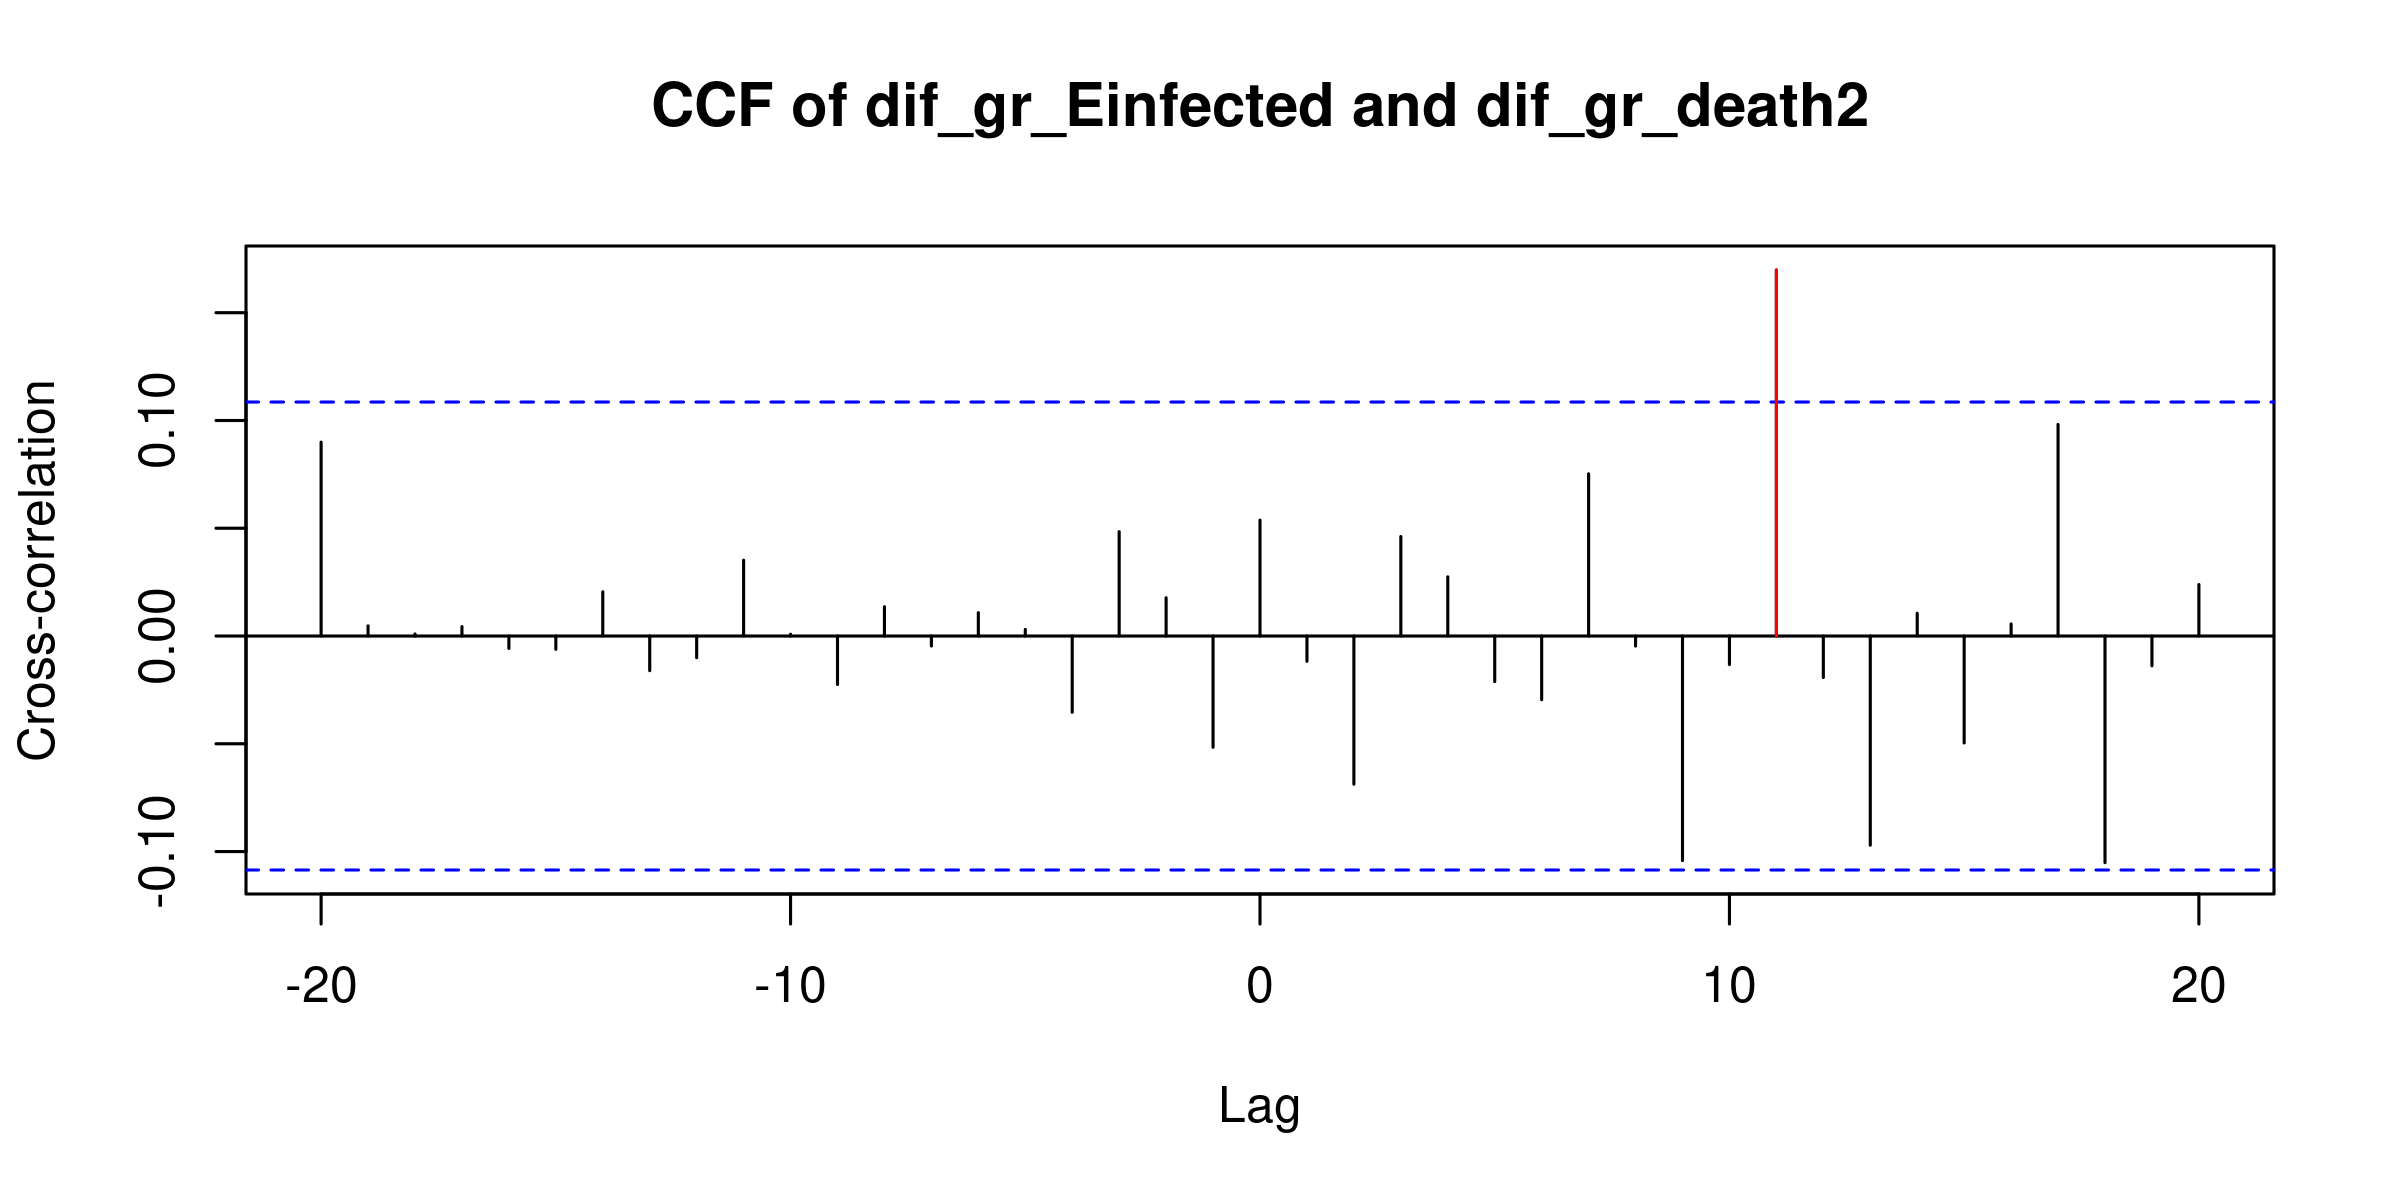 CCF of dif_gr_Einfected and dif_gr_death2
Cross-correlation
0.10
0.00
-0.10
-20 -10 0 10 20
Lag